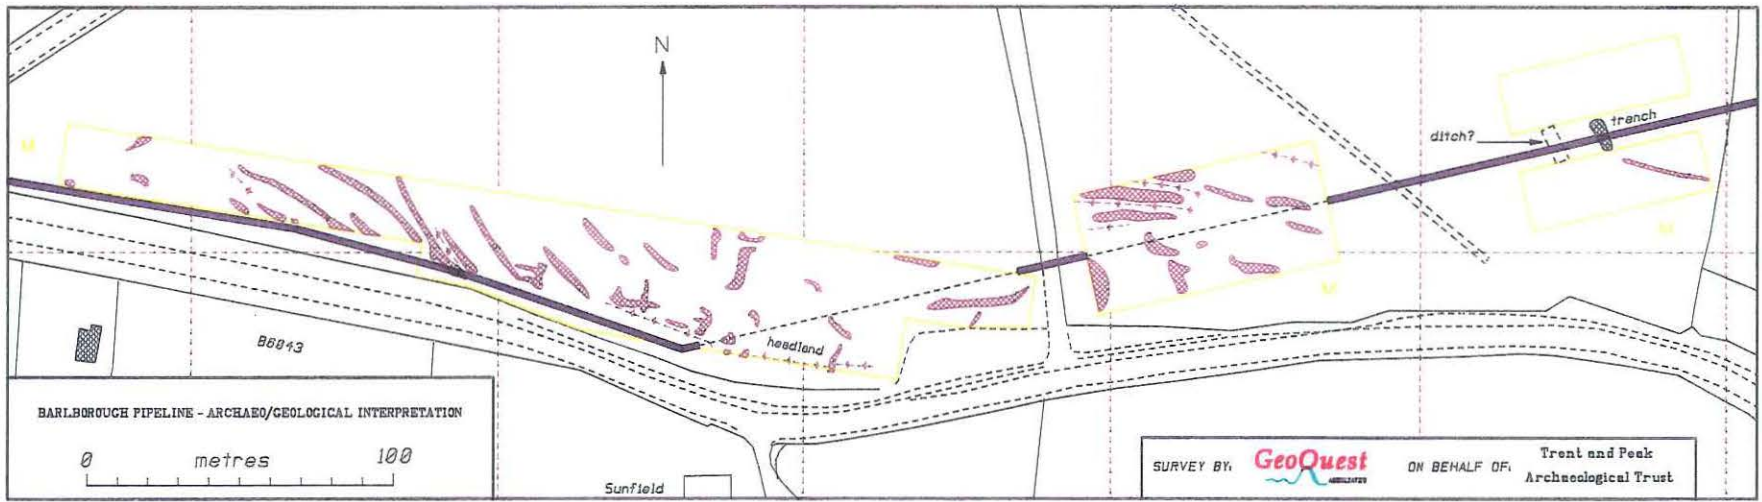 N
M
ditch?
trench
M
M
headland
B6043
BARLBOROUGH PIPELINE - ARCHAEO/GEOLOGICAL INTERPRETATION
0 metres 100
Sunfield
SURVEY BY:
GeoQuest
ASSOCIATES
ON BEHALF OF:
Trent and Peak
Archaeological Trust